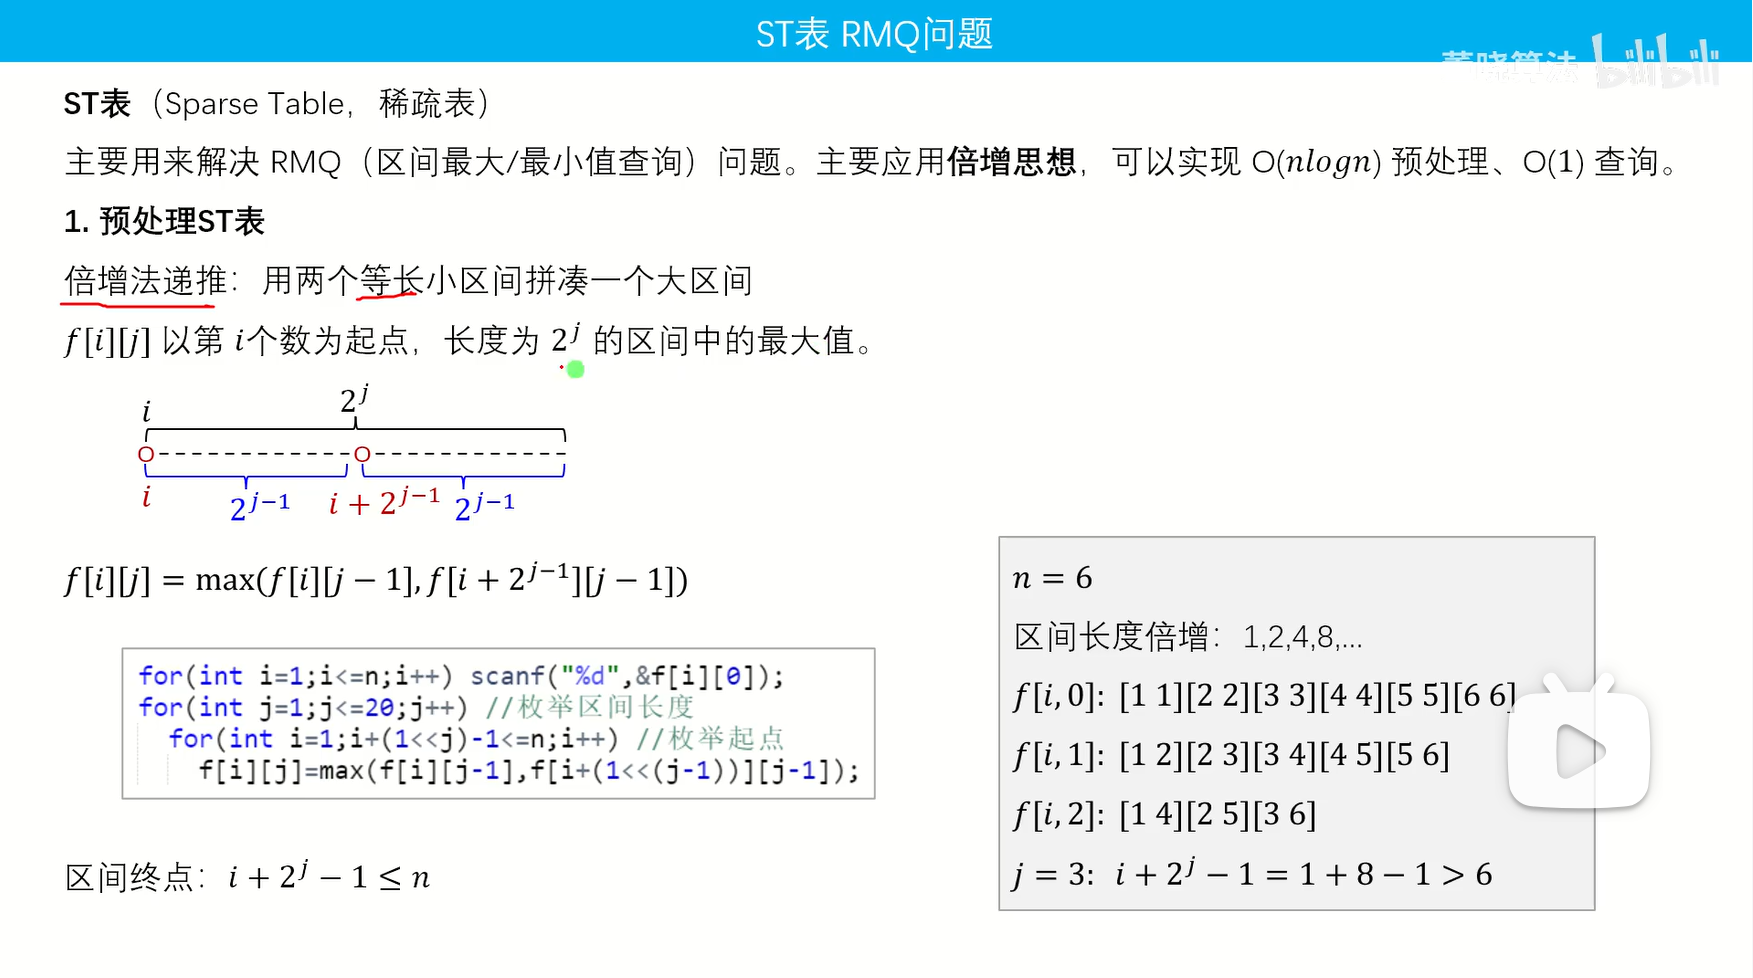 ST表 RMQ问题
董晓算法 bilibili
ST表（Sparse Table，稀疏表）
主要用来解决 RMQ（区间最大/最小值查询）问题。主要应用倍增思想，可以实现 O(nlogn) 预处理、O(1) 查询。
1. 预处理ST表
倍增法递推：用两个等长小区间拼凑一个大区间
f[i][j] 以第 i个数为起点，长度为 2^j 的区间中的最大值。
i 2^j
i 2^{j−1} i + 2^{j−1} 2^{j−1}
f[i][j] = max(f[i][j − 1], f[i + 2^{j−1}][j − 1])
for(int i=1;i<=n;i++) scanf("%d",&f[i][0]);
for(int j=1;j<=20;j++) //枚举区间长度
for(int i=1;i+(1<<j)-1<=n;i++) //枚举起点
f[i][j]=max(f[i][j-1],f[i+(1<<(j-1))][j-1]);
区间终点：i + 2^j − 1 ≤ n
n = 6
区间长度倍增：1,2,4,8,...
f[i, 0]: [1 1][2 2][3 3][4 4][5 5][6 6]
f[i, 1]: [1 2][2 3][3 4][4 5][5 6]
f[i, 2]: [1 4][2 5][3 6]
j = 3: i + 2^j − 1 = 1 + 8 − 1 > 6